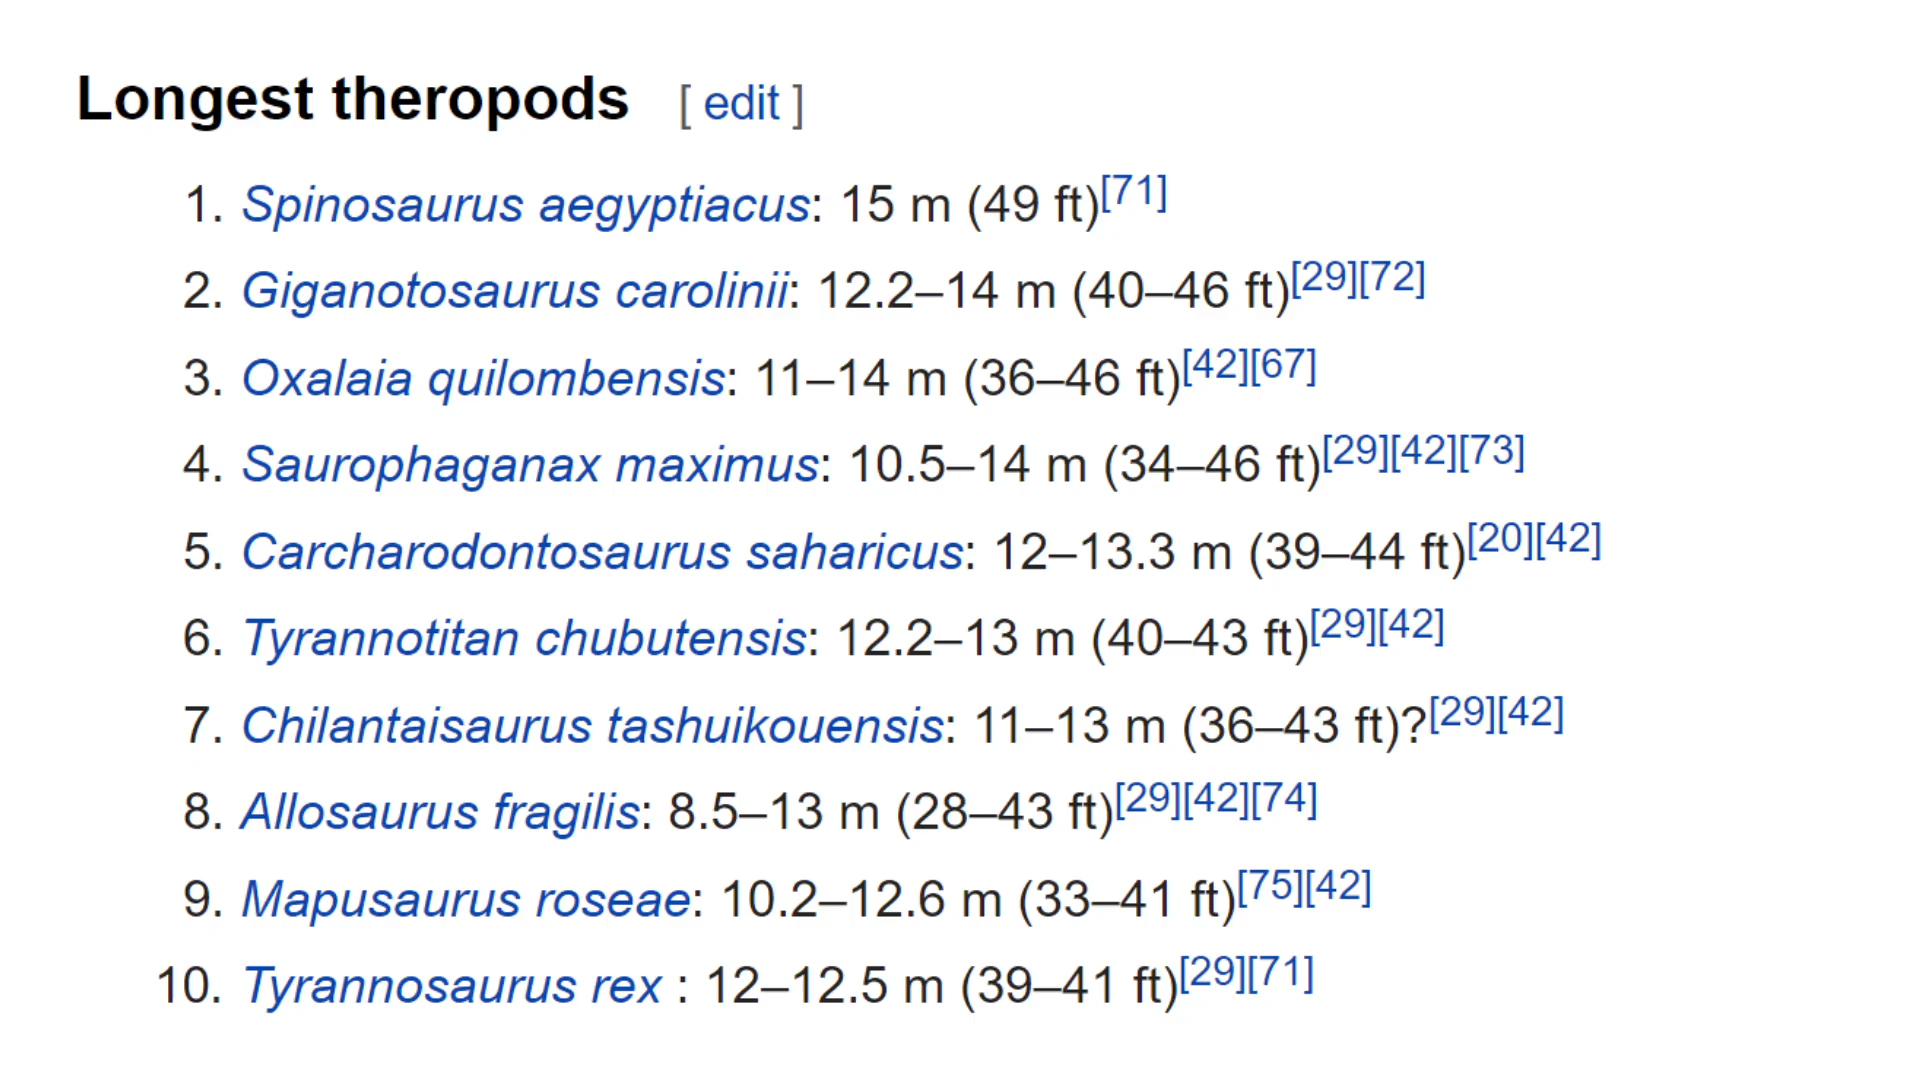 Longest theropods [ edit ]
1. Spinosaurus aegyptiacus: 15 m (49 ft)[71]
2. Giganotosaurus carolinii: 12.2–14 m (40–46 ft)[29][72]
3. Oxalaia quilombensis: 11–14 m (36–46 ft)[42][67]
4. Saurophaganax maximus: 10.5–14 m (34–46 ft)[29][42][73]
5. Carcharodontosaurus saharicus: 12–13.3 m (39–44 ft)[20][42]
6. Tyrannotitan chubutensis: 12.2–13 m (40–43 ft)[29][42]
7. Chilantaisaurus tashuikouensis: 11–13 m (36–43 ft)?[29][42]
8. Allosaurus fragilis: 8.5–13 m (28–43 ft)[29][42][74]
9. Mapusaurus roseae: 10.2–12.6 m (33–41 ft)[75][42]
10. Tyrannosaurus rex : 12–12.5 m (39–41 ft)[29][71]